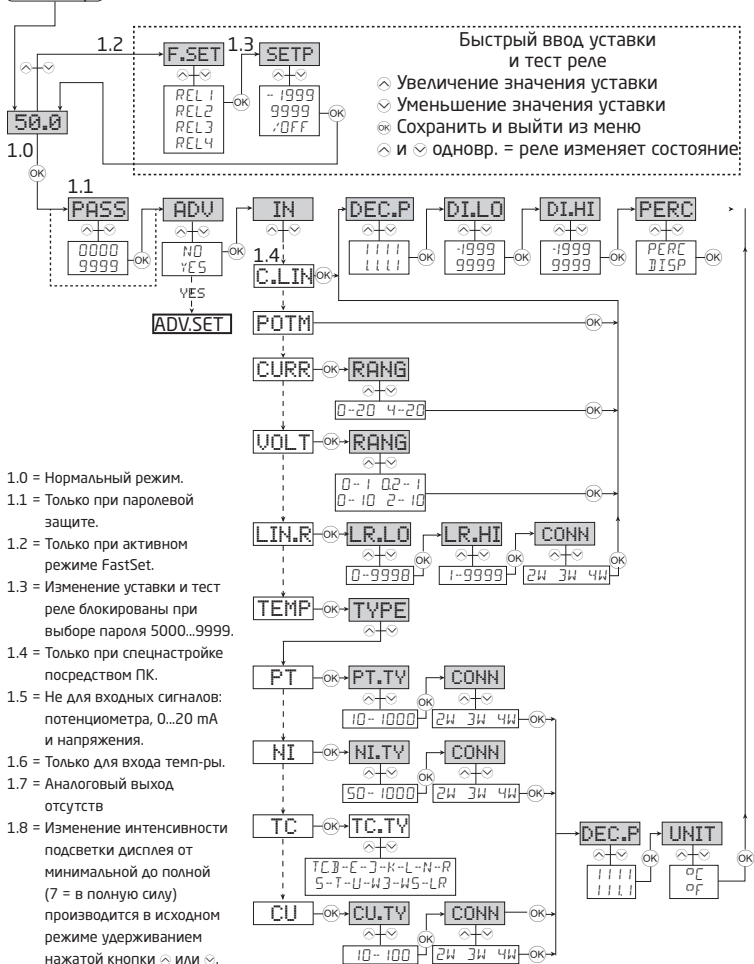 1.2
F.SET
1.3
SETP
Быстрый ввод уставки
и тест реле
Увеличение значения уставки
Уменьшение значения уставки
OK Сохранить и выйти из меню
и одновр. = реле изменяет состояние
REL1
REL2
REL3
REL4
OK
-1999
9999
/OFF
OK
50.0
1.0
OK
1.1
PASS
ADV
IN
DEC.P
DI.LO
DI.HI
PERC
0000
9999
OK
NO
YES
OK
1111
1.111
OK
-1999
9999
OK
-1999
9999
OK
PERC
DISP
OK
YES
ADV.SET
1.4
C.LIN
OK
POTM
OK
CURR
OK
RANG
0-20 4-20
OK
VOLT
OK
RANG
0-1 0.2-1
0-10 2-10
OK
LIN.R
OK
LR.LO
OK
LR.HI
OK
CONN
OK
0-9998
1-9999
2W 3W 4W
TEMP
OK
TYPE
PT
OK
PT.TY
OK
CONN
10-1000
2W 3W 4W
OK
NI
OK
NI.TY
OK
CONN
50-1000
2W 3W 4W
OK
TC
OK
TC.TY
TCB-E-J-K-L-N-R
S-T-U-W3-W5-LR
CU
OK
CU.TY
OK
CONN
OK
10-100
2W 3W 4W
OK
DEC.P
OK
UNIT
OK
1111
111.1
°C
°F
1.0 = Нормальный режим.
1.1 = Только при паролевой
защите.
1.2 = Только при активном
режиме FastSet.
1.3 = Изменение уставки и тест
реле блокированы при
выборе пароля 5000...9999.
1.4 = Только при спецнастройке
посредством ПК.
1.5 = Не для входных сигналов:
потенциометра, 0...20 mA
и напряжения.
1.6 = Только для входа темп-ры.
1.7 = Аналоговый выход
отсутств
1.8 = Изменение интенсивности
подсветки дисплея от
минимальной до полной
(7 = в полную силу)
производится в исходном
режиме удерживанием
нажатой кнопки или .